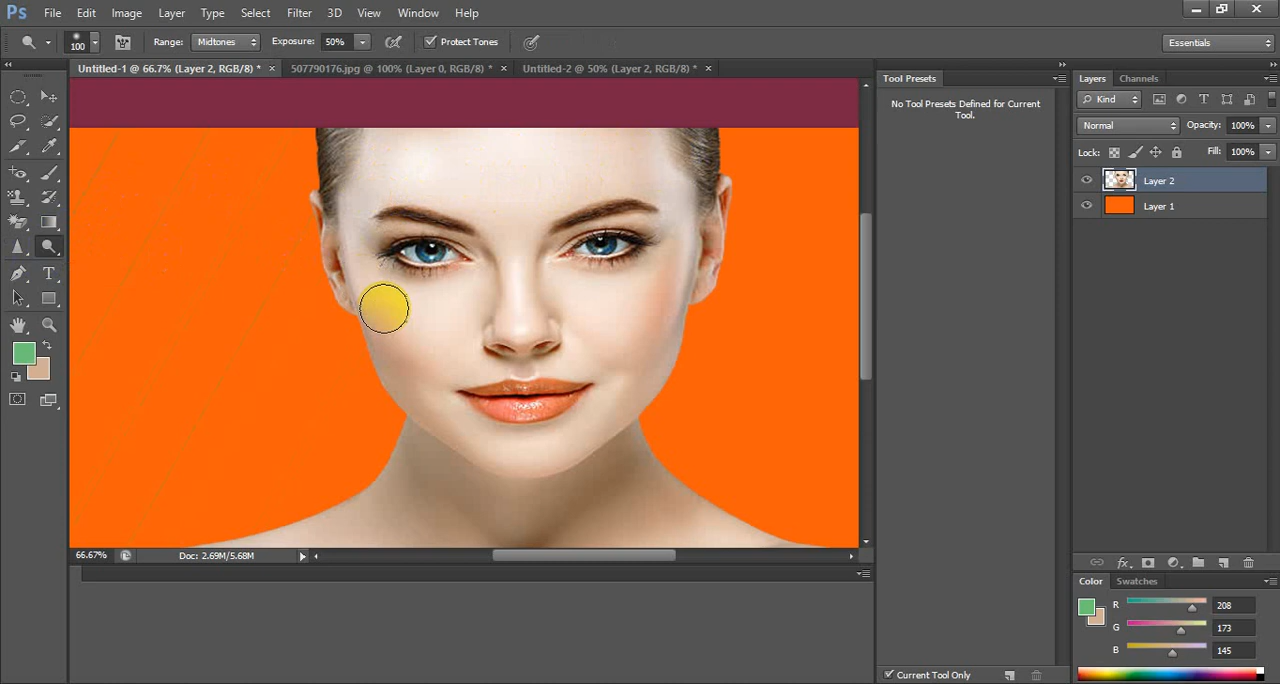 Ps File Edit Image Layer Type Select Filter 3D View Window Help
100 Range: Midtones Exposure: 50% Protect Tones Essentials
Untitled-1 @ 66.7% (Layer 2, RGB/8) * × 507790176.jpg @ 100% (Layer 0, RGB/8) * × Untitled-2 @ 50% (Layer 2, RGB/8) * ×
Tool Presets
No Tool Presets Defined for Current
Tool.
Current Tool Only
Layers Channels
Kind
Normal Opacity: 100%
Lock: Fill: 100%
Layer 2
Layer 1
fx
Color Swatches
R 208
G 173
B 145
66.67% Doc: 2.69M/5.68M